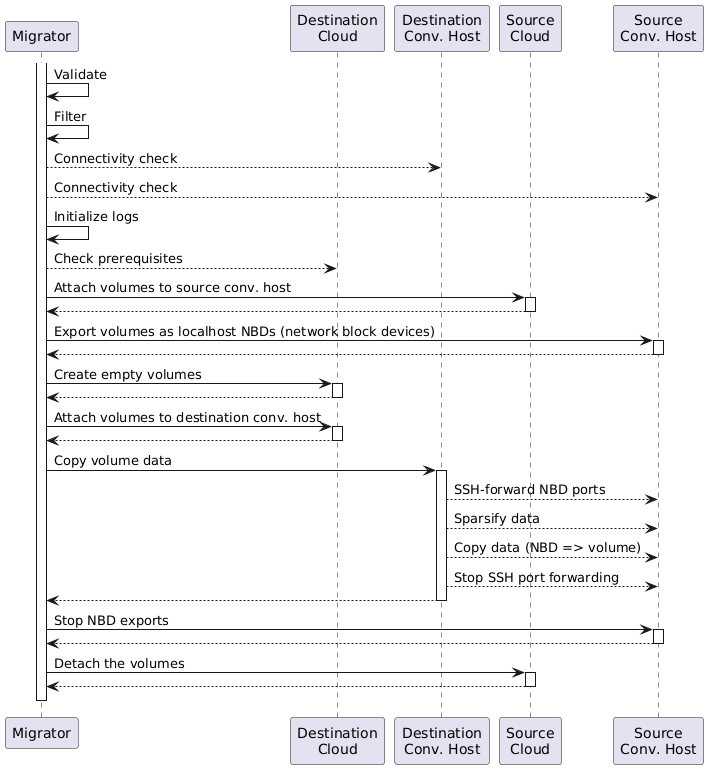 Migrator
Destination
Cloud
Destination
Conv. Host
Source
Cloud
Source
Conv. Host
Validate
Filter
Connectivity check
Connectivity check
Initialize logs
Check prerequisites
Attach volumes to source conv. host
Export volumes as localhost NBDs (network block devices)
Create empty volumes
Attach volumes to destination conv. host
Copy volume data
SSH-forward NBD ports
Sparsify data
Copy data (NBD => volume)
Stop SSH port forwarding
Stop NBD exports
Detach the volumes
Migrator
Destination
Cloud
Destination
Conv. Host
Source
Cloud
Source
Conv. Host